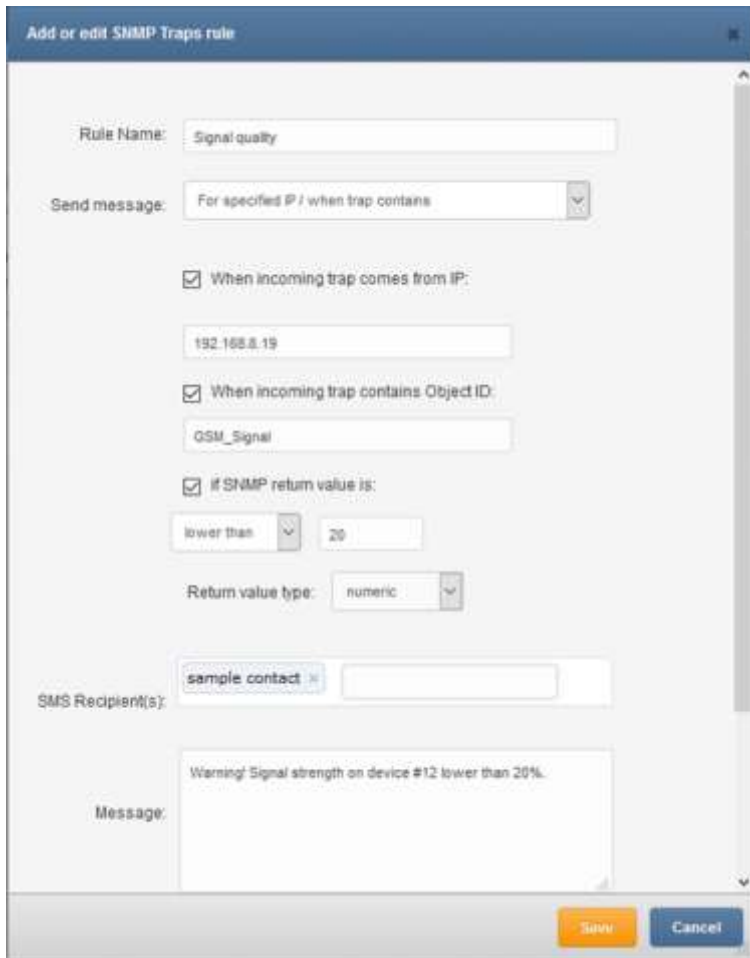 Add or edit SNMP Traps rule
Rule Name: Signal quality
Send message: For specified IP / when trap contains
When incoming trap comes from IP:
192.168.8.19
When incoming trap contains Object ID:
GSM_Signal
if SNMP return value is:
lower than 20
Return value type: numeric
sample contact ×
SMS Recipient(s):
Warning! Signal strength on device #12 lower than 20%.
Message:
Save Cancel